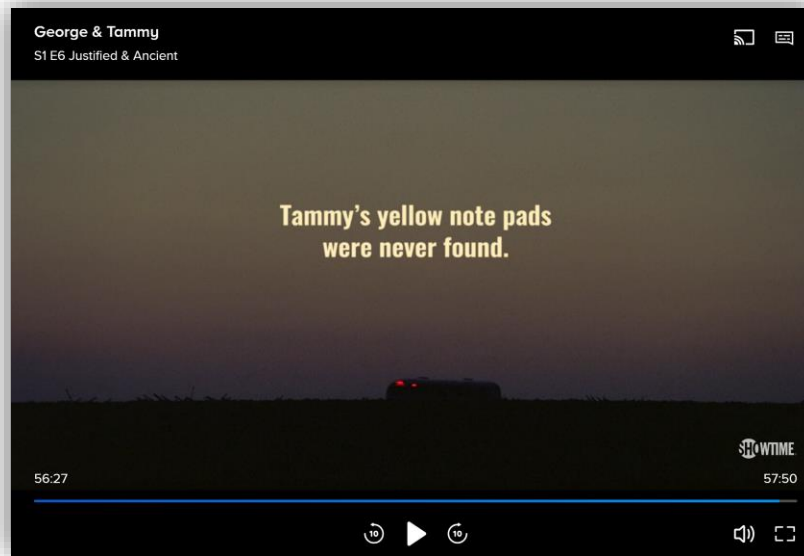 George & Tammy
S1 E6 Justified & Ancient
Tammy's yellow note pads
were never found.
SHOWTIME
56:27
57:50
10
10